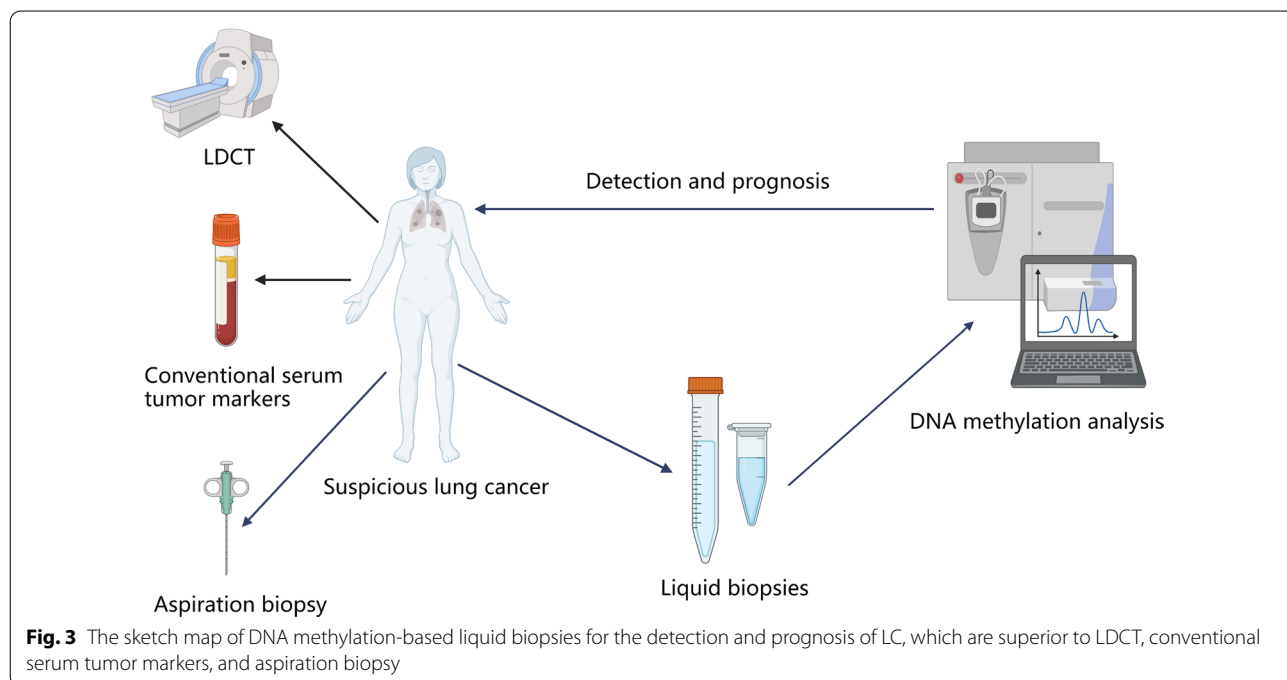 LDCT
Detection and prognosis
Conventional serum
tumor markers
Suspicious lung cancer
DNA methylation analysis
Aspiration biopsy
Liquid biopsies
Fig. 3 The sketch map of DNA methylation-based liquid biopsies for the detection and prognosis of LC, which are superior to LDCT, conventional
serum tumor markers, and aspiration biopsy